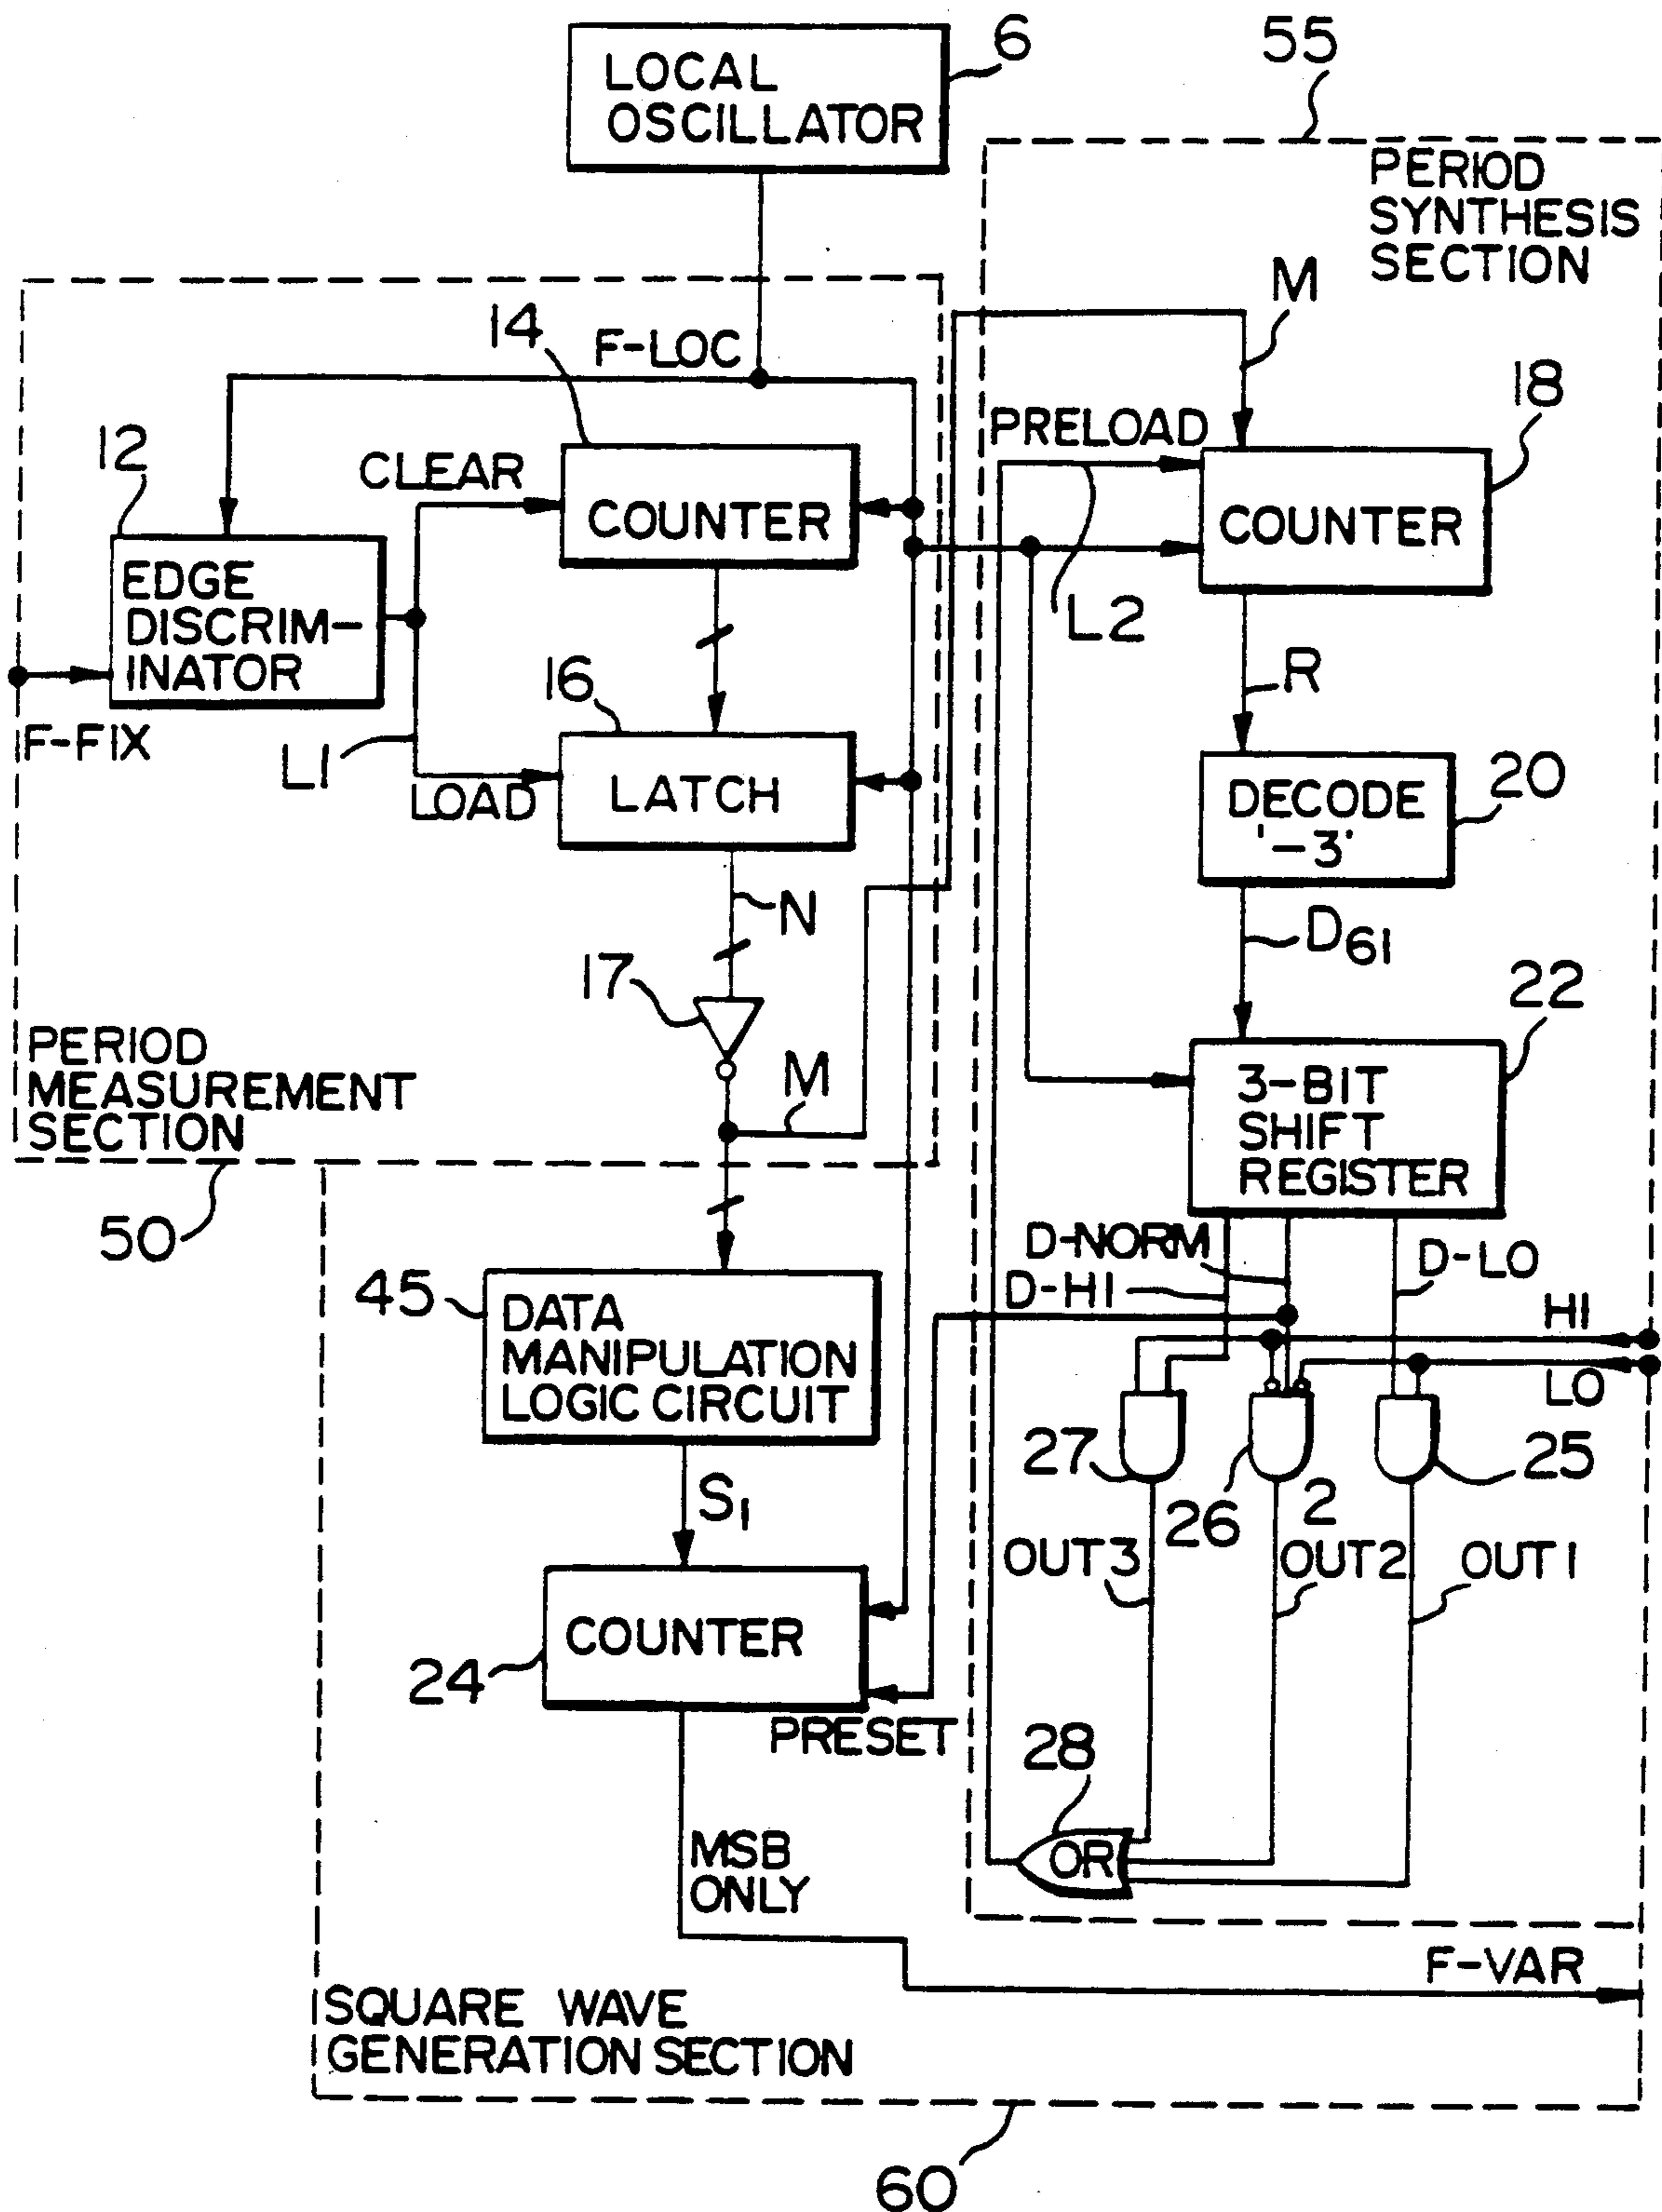 6
LOCAL
OSCILLATOR
55
PERIOD
SYNTHESIS
SECTION
M
14
F-LOC
18
PRELOAD
12
CLEAR
COUNTER
COUNTER
EDGE
DISCRIM-
INATOR
L2
R
16
F-FIX
L1
LOAD
LATCH
DECODE
'-3'
20
N
D61
17
22
PERIOD
MEASUREMENT
SECTION
M
3-BIT
SHIFT
REGISTER
50
D-NORM
D-HI
D-LO
45
DATA
MANIPULATION
LOGIC CIRCUIT
HI
LO
27
26
2
25
S1
OUT3
OUT2
OUT1
COUNTER
24
PRESET
28
OR
MSB
ONLY
F-VAR
SQUARE WAVE
GENERATION SECTION
60